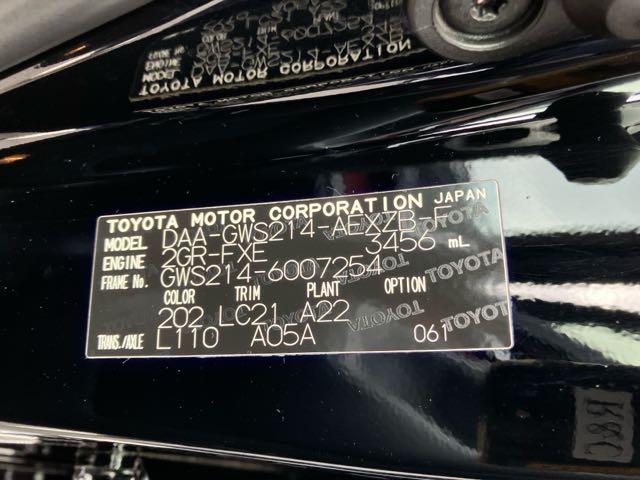 TOYOTA MOTOR CORPORATION JAPAN
MODEL DAA-GWS214-AEXZB-F
ENGINE 2GR-FXE 3456 mL
FRAME No. GWS214-6007254
COLOR TRIM PLANT OPTION
202 LC21 A22
TRANS./AXLE L110 A05A 061